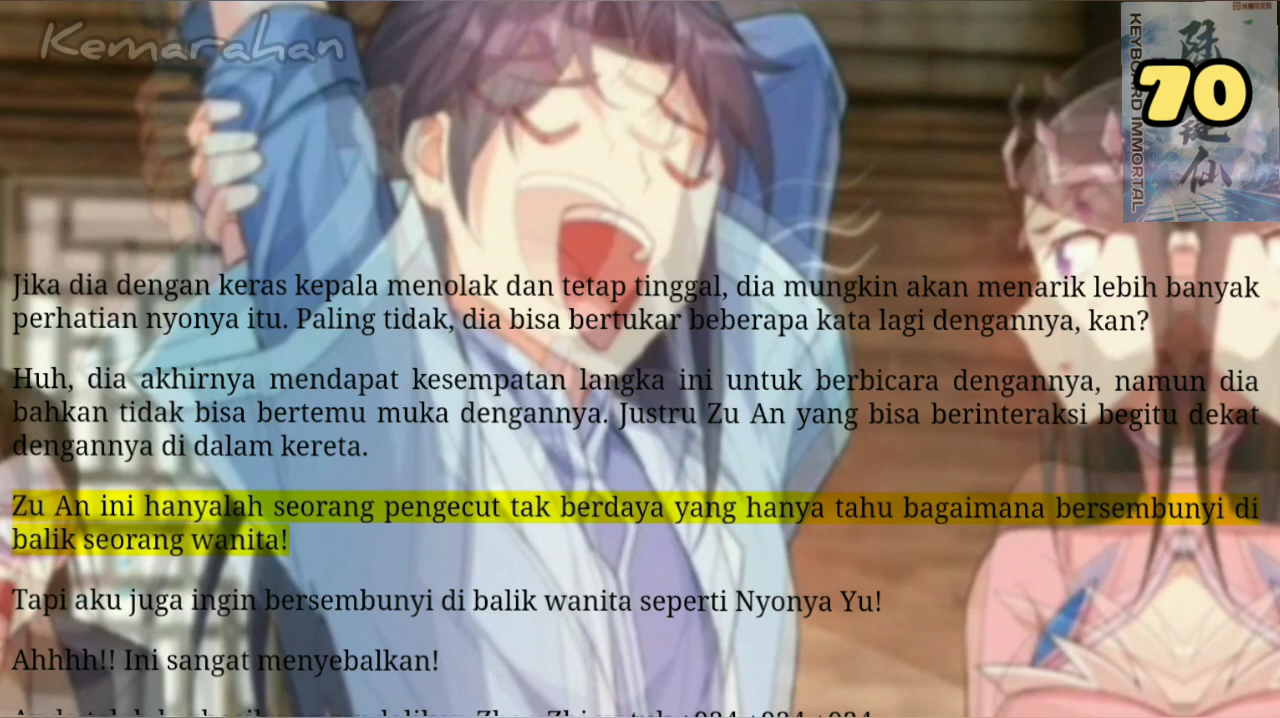 Kemarahan
KEYBOARD IMMORTAL
70
仙
Jika dia dengan keras kepala menolak dan tetap tinggal, dia mungkin akan menarik lebih banyak
perhatian nyonya itu. Paling tidak, dia bisa bertukar beberapa kata lagi dengannya, kan?
Huh, dia akhirnya mendapat kesempatan langka ini untuk berbicara dengannya, namun dia
bahkan tidak bisa bertemu muka dengannya. Justru Zu An yang bisa berinteraksi begitu dekat
dengannya di dalam kereta.
Zu An ini hanyalah seorang pengecut tak berdaya yang hanya tahu bagaimana bersembunyi di
balik seorang wanita!
Tapi aku juga ingin bersembunyi di balik wanita seperti Nyonya Yu!
Ahhhh!! Ini sangat menyebalkan!